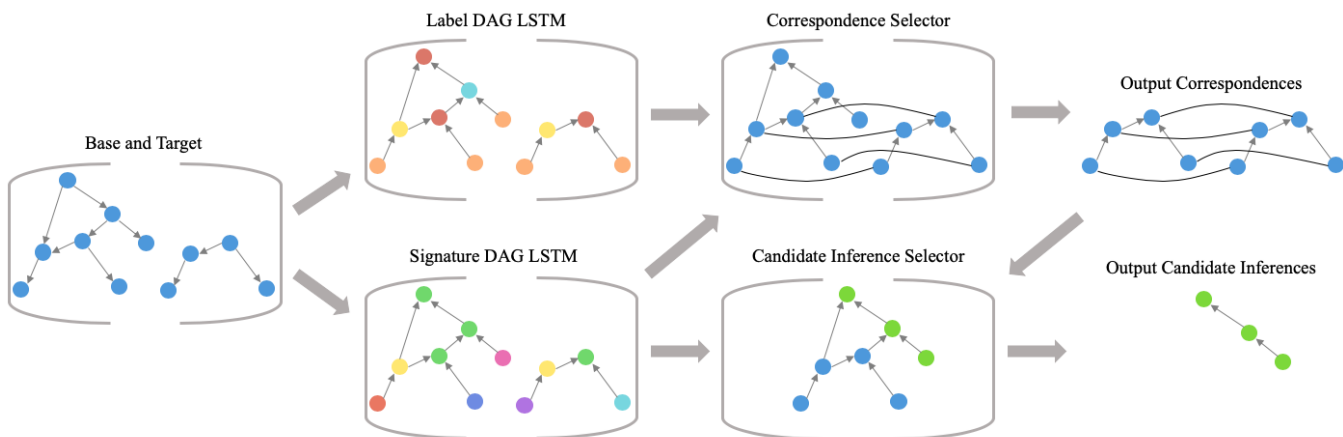 Label DAG LSTM
Correspondence Selector
Output Correspondences
Base and Target
Signature DAG LSTM
Candidate Inference Selector
Output Candidate Inferences